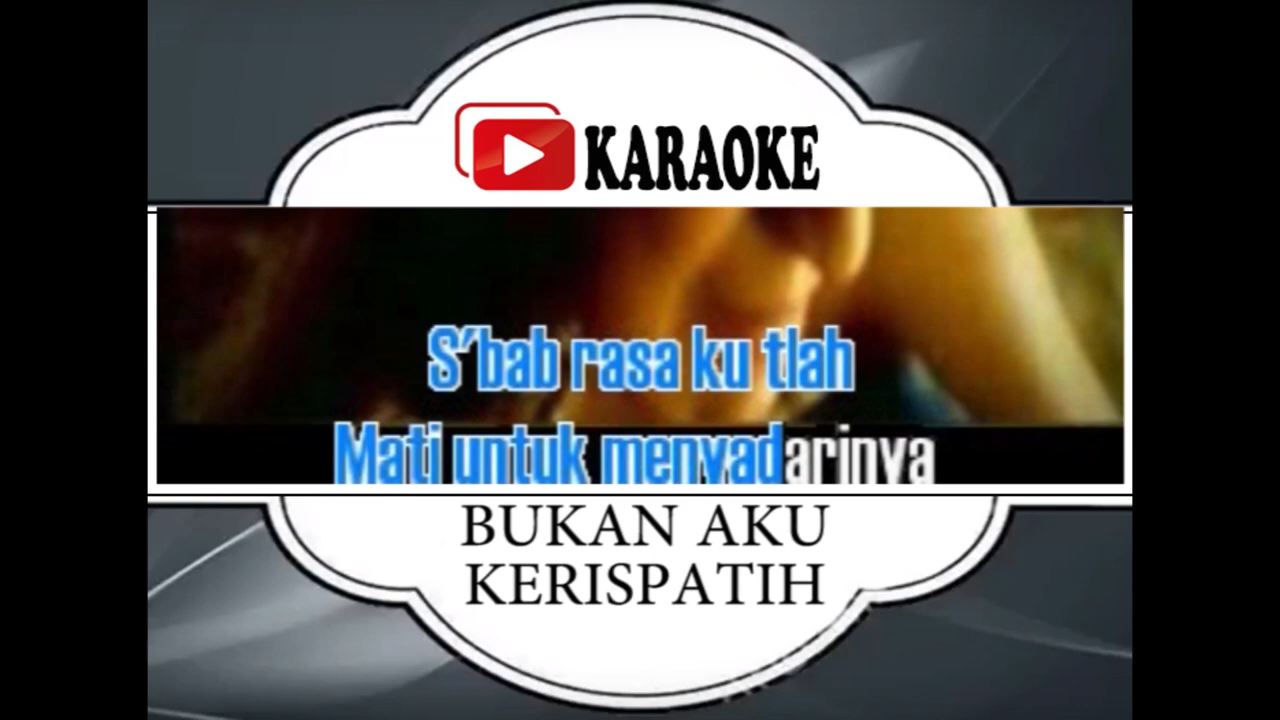 KARAOKE
S'bab rasa ku tlah
Mati untuk menyadarinya
BUKAN AKU
KERISPATIH